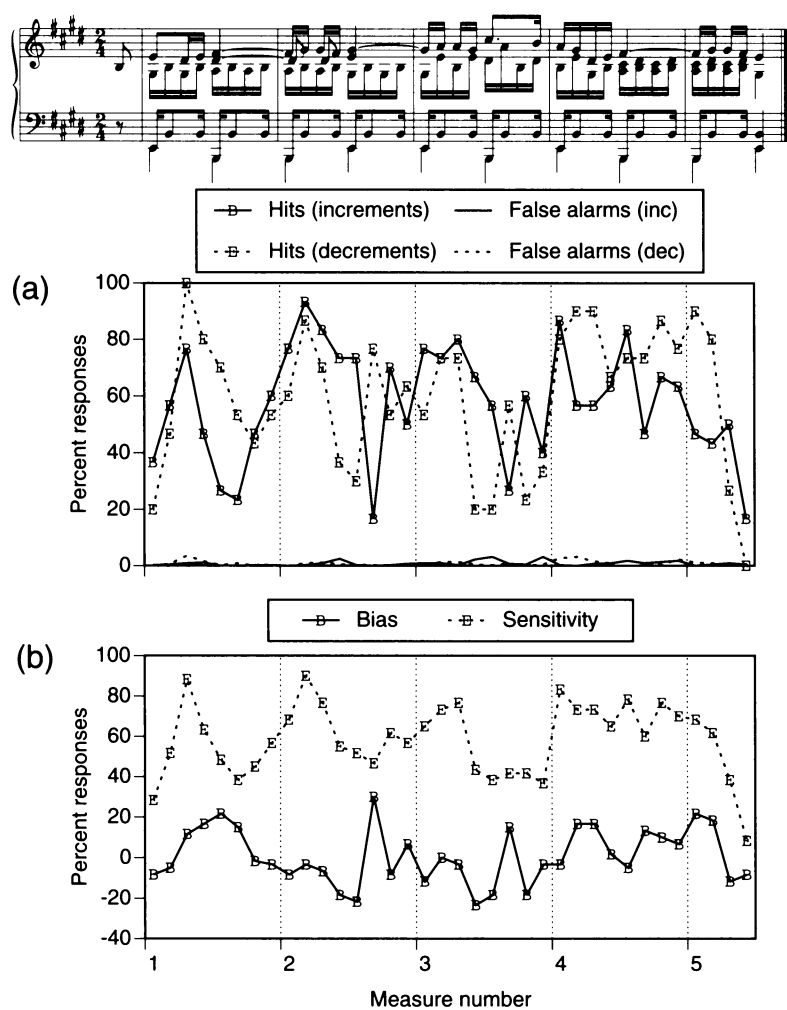 2
4
2
4
B Hits (increments) False alarms (inc)
E Hits (decrements) False alarms (dec)
(a)
100
80
60
40
20
0
Percent responses
B Bias E Sensitivity
(b)
100
80
60
40
20
0
-20
-40
Percent responses
1 2 3 4 5
Measure number